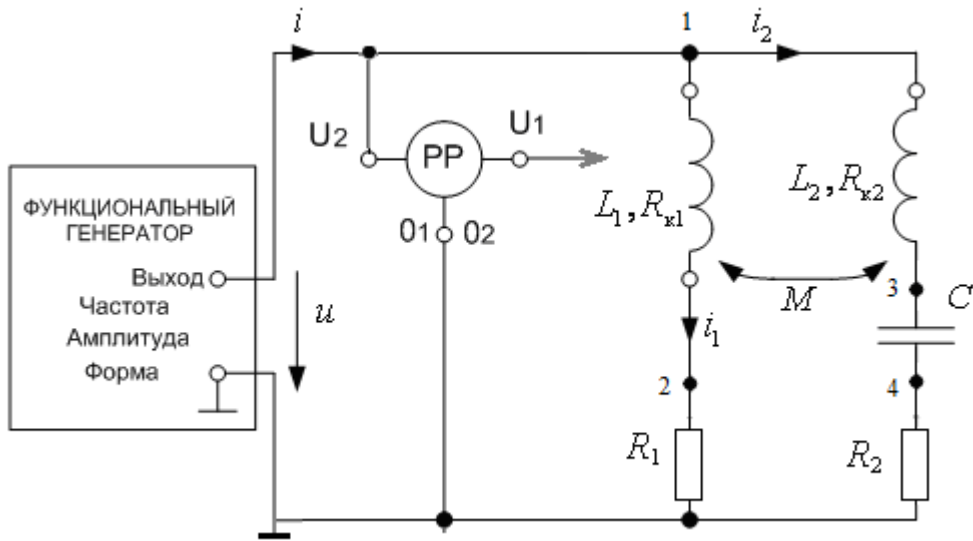 i
1
i₂
U₂
PP
U₁
L₁, Rк1
L₂, Rк2
ФУНКЦИОНАЛЬНЫЙ
ГЕНЕРАТОР
Выход
Частота
Амплитуда
Форма
u
0₁
0₂
M
3
C
i₁
2
4
R₁
R₂